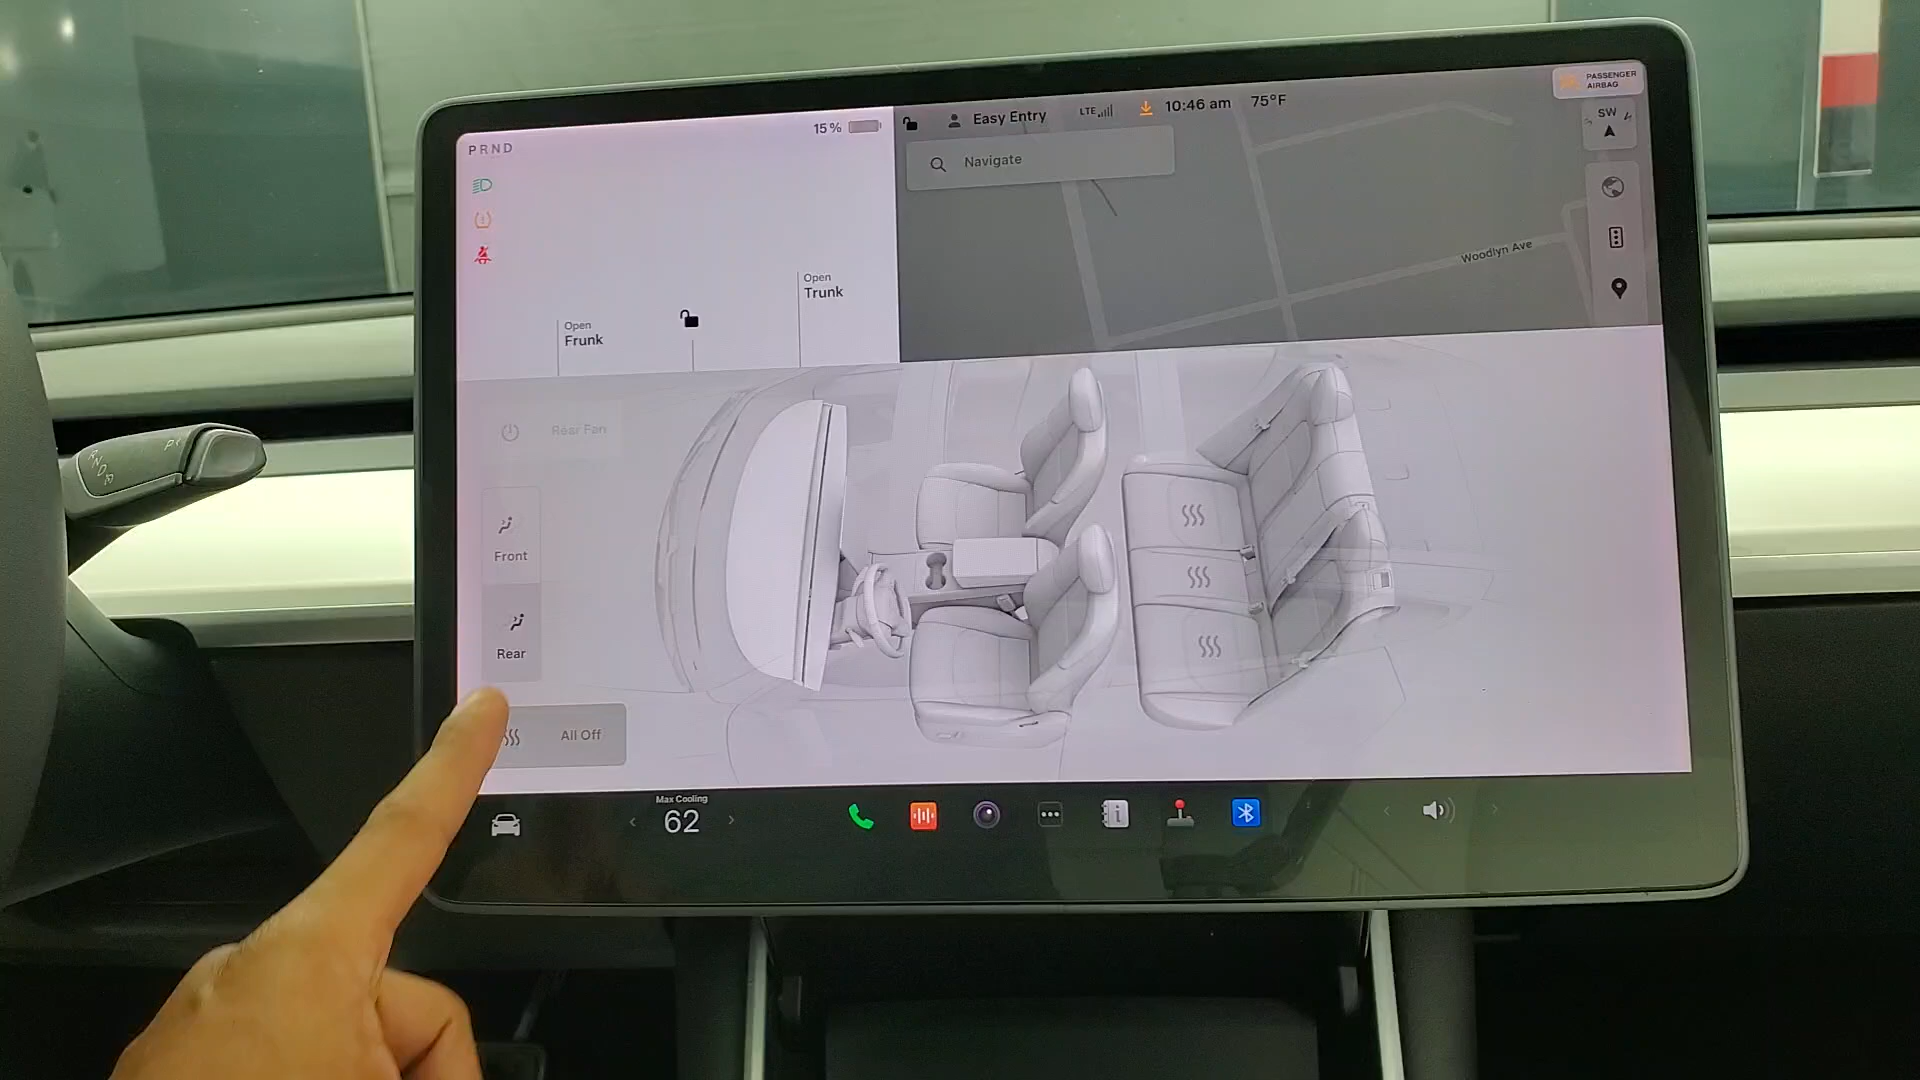 PRND
15%
Easy Entry
LTE
10:46 am
75°F
PASSENGER
AIRBAG
Navigate
SW
Open
Trunk
Open
Frunk
Woodlyn Ave
Rear Fan
Front
Rear
All Off
Max Cooling
62
P
R
N
D